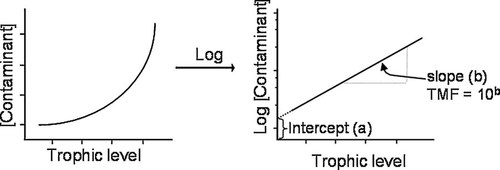 [Contaminant]
Trophic level
Log
Log [Contaminant]
slope (b)
TMF = 10ᵇ
Intercept (a)
Trophic level